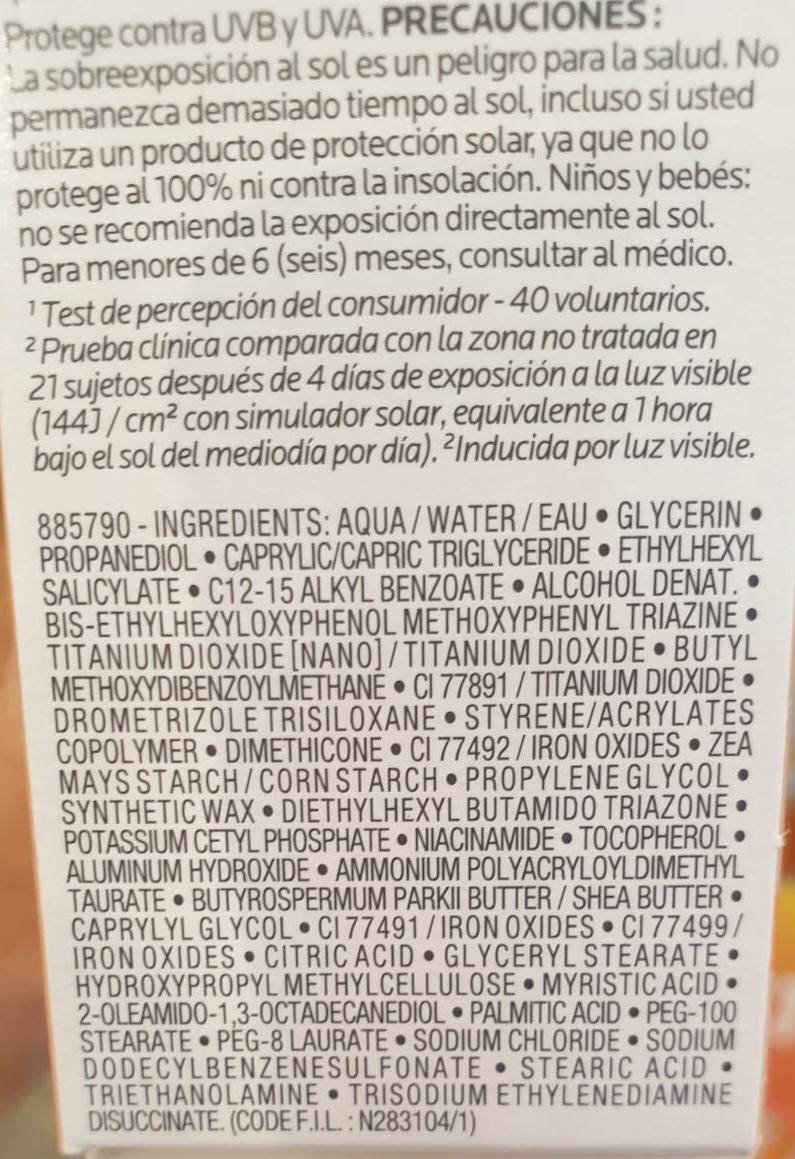 Protege contra UVB y UVA. PRECAUCIONES:
La sobreexposición al sol es un peligro para la salud. No
permanezca demasiado tiempo al sol, incluso si usted
utiliza un producto de protección solar, ya que no lo
protege al 100% ni contra la insolación. Niños y bebés:
no se recomienda la exposición directamente al sol.
Para menores de 6 (seis) meses, consultar al médico.
¹ Test de percepción del consumidor - 40 voluntarios.
² Prueba clínica comparada con la zona no tratada en
21 sujetos después de 4 días de exposición a la luz visible
(144J / cm² con simulador solar, equivalente a 1 hora
bajo el sol del mediodía por día). ²Inducida por luz visible.
885790 - INGREDIENTS: AQUA / WATER / EAU • GLYCERIN •
PROPANEDIOL • CAPRYLIC/CAPRIC TRIGLYCERIDE • ETHYLHEXYL
SALICYLATE • C12-15 ALKYL BENZOATE • ALCOHOL DENAT. •
BIS-ETHYLHEXYLOXYPHENOL METHOXYPHENYL TRIAZINE •
TITANIUM DIOXIDE [NANO] / TITANIUM DIOXIDE • BUTYL
METHOXYDIBENZOYLMETHANE • CI 77891 / TITANIUM DIOXIDE •
DROMETRIZOLE TRISILOXANE • STYRENE/ACRYLATES
COPOLYMER • DIMETHICONE • CI 77492 / IRON OXIDES • ZEA
MAYS STARCH / CORN STARCH • PROPYLENE GLYCOL •
SYNTHETIC WAX • DIETHYLHEXYL BUTAMIDO TRIAZONE •
POTASSIUM CETYL PHOSPHATE • NIACINAMIDE • TOCOPHEROL •
ALUMINUM HYDROXIDE • AMMONIUM POLYACRYLOYLDIMETHYL
TAURATE • BUTYROSPERMUM PARKII BUTTER / SHEA BUTTER •
CAPRYLYL GLYCOL • CI 77491 / IRON OXIDES • CI 77499 /
IRON OXIDES • CITRIC ACID • GLYCERYL STEARATE •
HYDROXYPROPYL METHYLCELLULOSE • MYRISTIC ACID •
2-OLEAMIDO-1,3-OCTADECANEDIOL • PALMITIC ACID • PEG-100
STEARATE • PEG-8 LAURATE • SODIUM CHLORIDE • SODIUM
DODECYLBENZENESULFONATE • STEARIC ACID •
TRIETHANOLAMINE • TRISODIUM ETHYLENEDIAMINE
DISUCCINATE. (CODE F.I.L. : N283104/1)